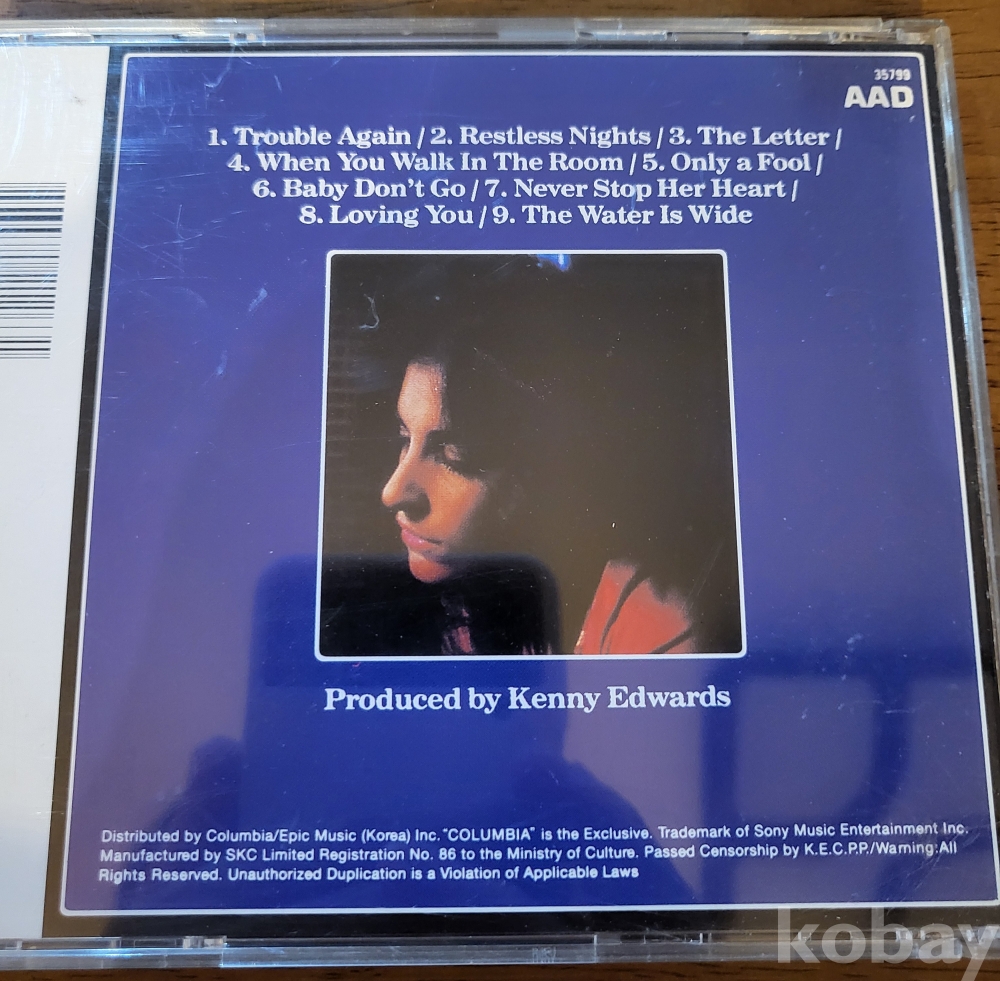 35799
AAD
1. Trouble Again / 2. Restless Nights / 3. The Letter /
4. When You Walk In The Room / 5. Only a Fool /
6. Baby Don't Go / 7. Never Stop Her Heart /
8. Loving You / 9. The Water Is Wide
Produced by Kenny Edwards
Distributed by Columbia/Epic Music (Korea) Inc. "COLUMBIA" is the Exclusive. Trademark of Sony Music Entertainment Inc.
Manufactured by SKC Limited Registration No. 86 to the Ministry of Culture. Passed Censorship by K.E.C.P.P./Warning:All
Rights Reserved. Unauthorized Duplication is a Violation of Applicable Laws
kobay